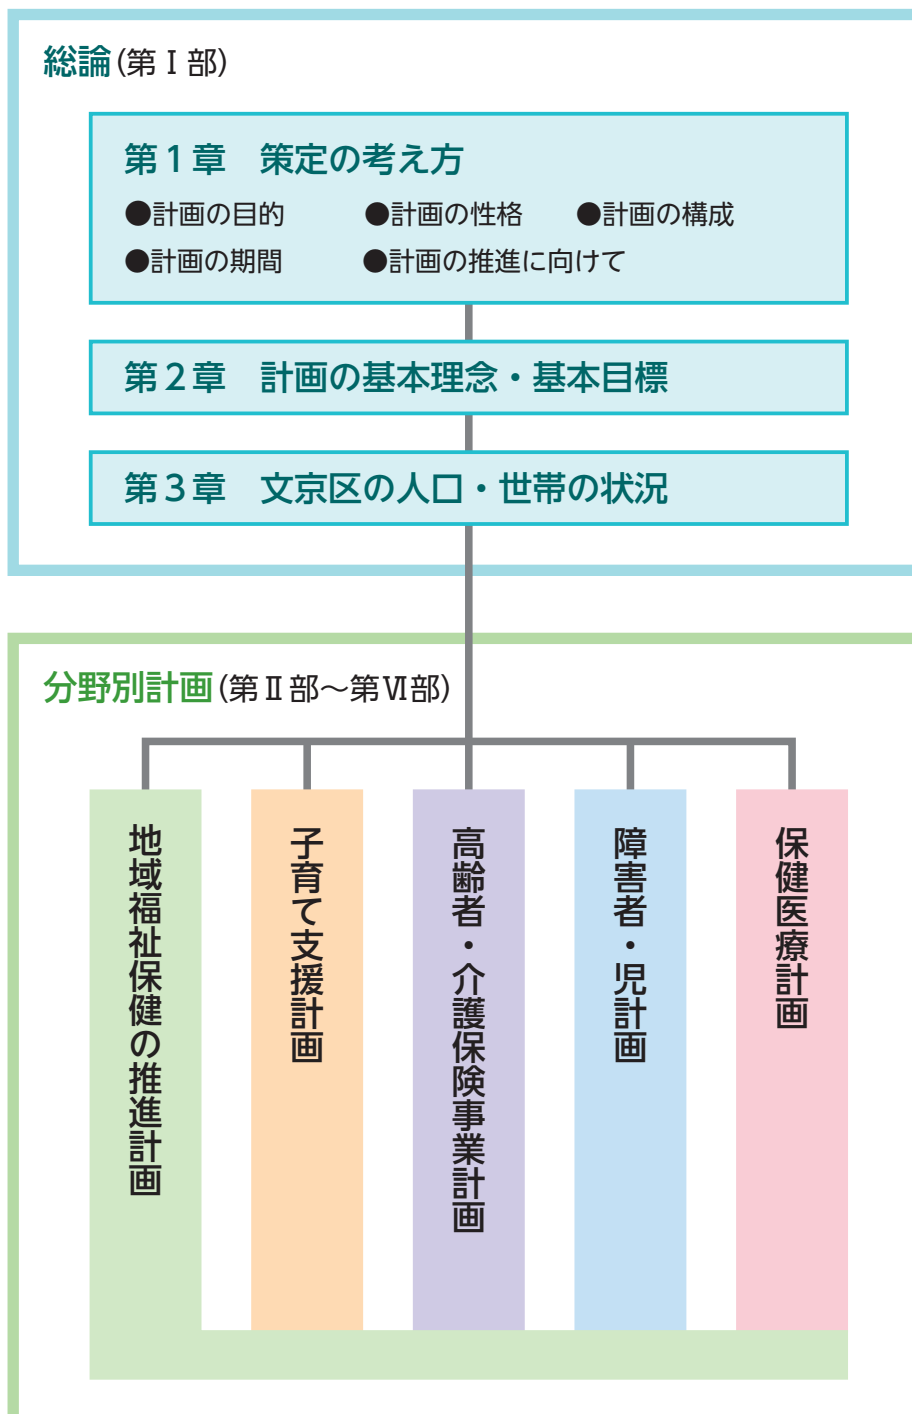 総論(第Ⅰ部)
第1章　策定の考え方
●計画の目的　●計画の性格　●計画の構成
●計画の期間　●計画の推進に向けて
第2章　計画の基本理念・基本目標
第3章　文京区の人口・世帯の状況
分野別計画(第Ⅱ部～第Ⅵ部)
地域福祉保健の推進計画
子育て支援計画
高齢者・介護保険事業計画
障害者・児計画
保健医療計画